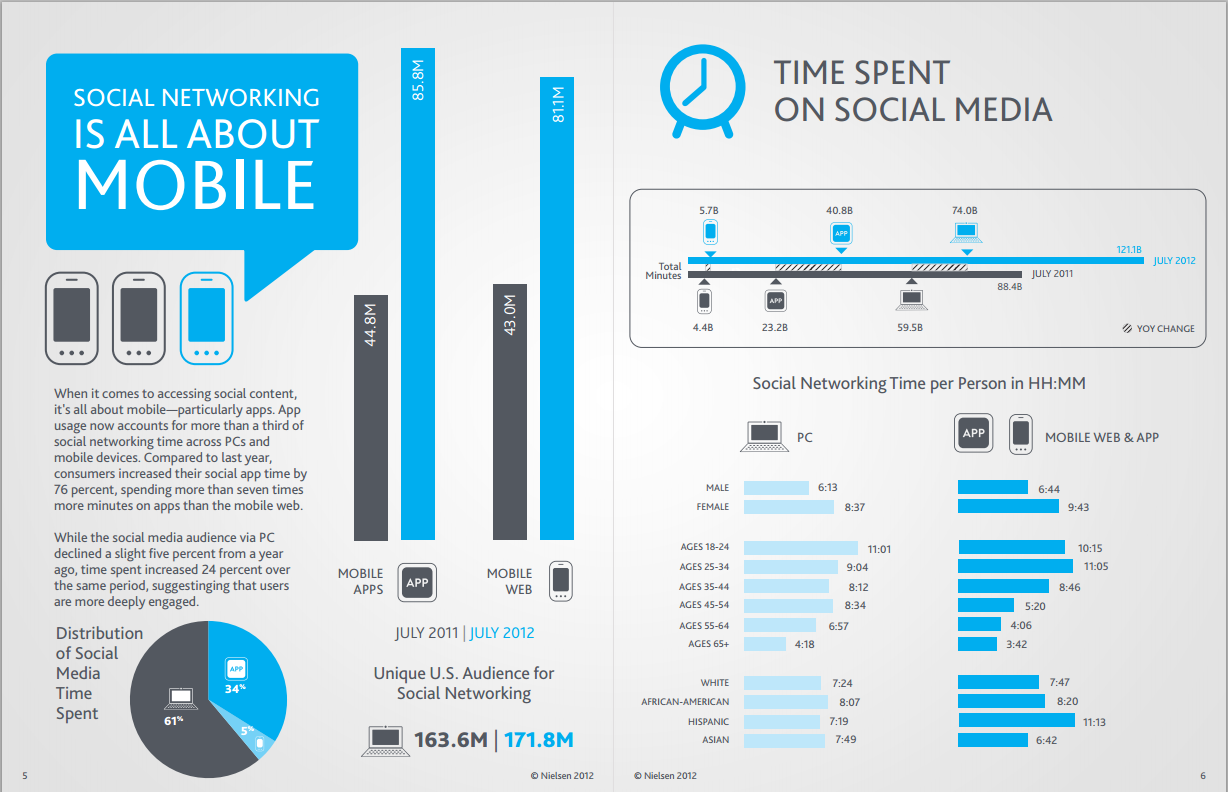 SOCIAL NETWORKING
IS ALL ABOUT
MOBILE
When it comes to accessing social content,
it's all about mobile—particularly apps. App
usage now accounts for more than a third of
social networking time across PCs and
mobile devices. Compared to last year,
consumers increased their social app time by
76 percent, spending more than seven times
more minutes on apps than the mobile web.
While the social media audience via PC
declined a slight five percent from a year
ago, time spent increased 24 percent over
the same period, suggestinging that users
are more deeply engaged.
Distribution
of Social
Media
Time
Spent
APP
34%
61%
5%
44.8M
85.8M
43.0M
81.1M
MOBILE
APPS
APP
MOBILE
WEB
JULY 2011 | JULY 2012
Unique U.S. Audience for
Social Networking
163.6M | 171.8M
5
© Nielsen 2012
TIME SPENT
ON SOCIAL MEDIA
5.7B
40.8B
74.0B
APP
121.1B
JULY 2012
Total
Minutes
JULY 2011
88.4B
APP
4.4B
23.2B
59.5B
YOY CHANGE
Social Networking Time per Person in HH:MM
PC
APP
MOBILE WEB & APP
MALE 6:13 6:44
FEMALE 8:37 9:43
AGES 18-24 11:01 10:15
AGES 25-34 9:04 11:05
AGES 35-44 8:12 8:46
AGES 45-54 8:34 5:20
AGES 55-64 6:57 4:06
AGES 65+ 4:18 3:42
WHITE 7:24 7:47
AFRICAN-AMERICAN 8:07 8:20
HISPANIC 7:19 11:13
ASIAN 7:49 6:42
© Nielsen 2012
6